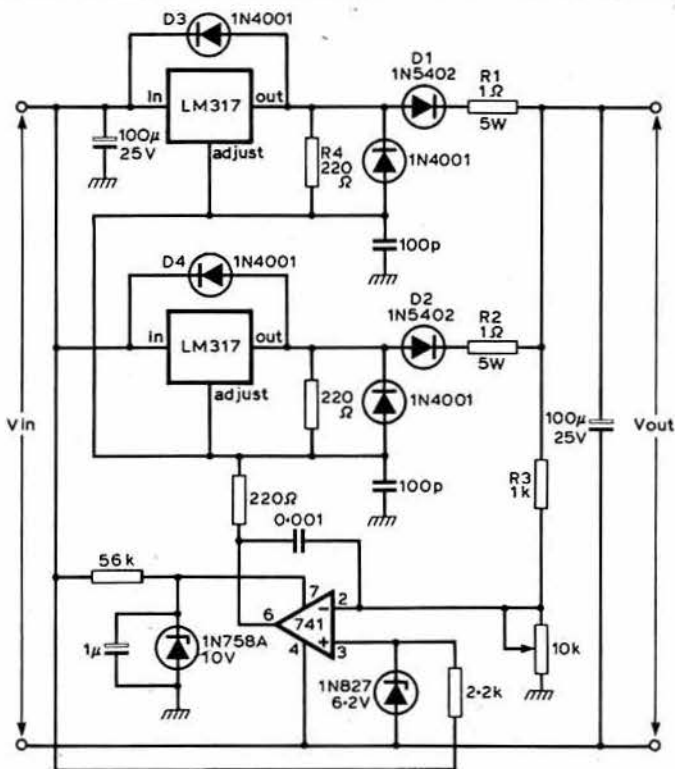 D3
1N4001
D1
1N5402
R1
1Ω
5W
in
LM317
out
100μ
25V
adjust
R4
220
Ω
1N4001
100p
D4
1N4001
D2
1N5402
R2
1Ω
5W
in
LM317
out
adjust
220
Ω
1N4001
100μ
25V
Vin
Vout
100p
R3
1k
220Ω
0·001
56k
7
2
6
741
−
+
4
3
10k
1μ
1N758A
10V
1N827
6·2V
2·2k